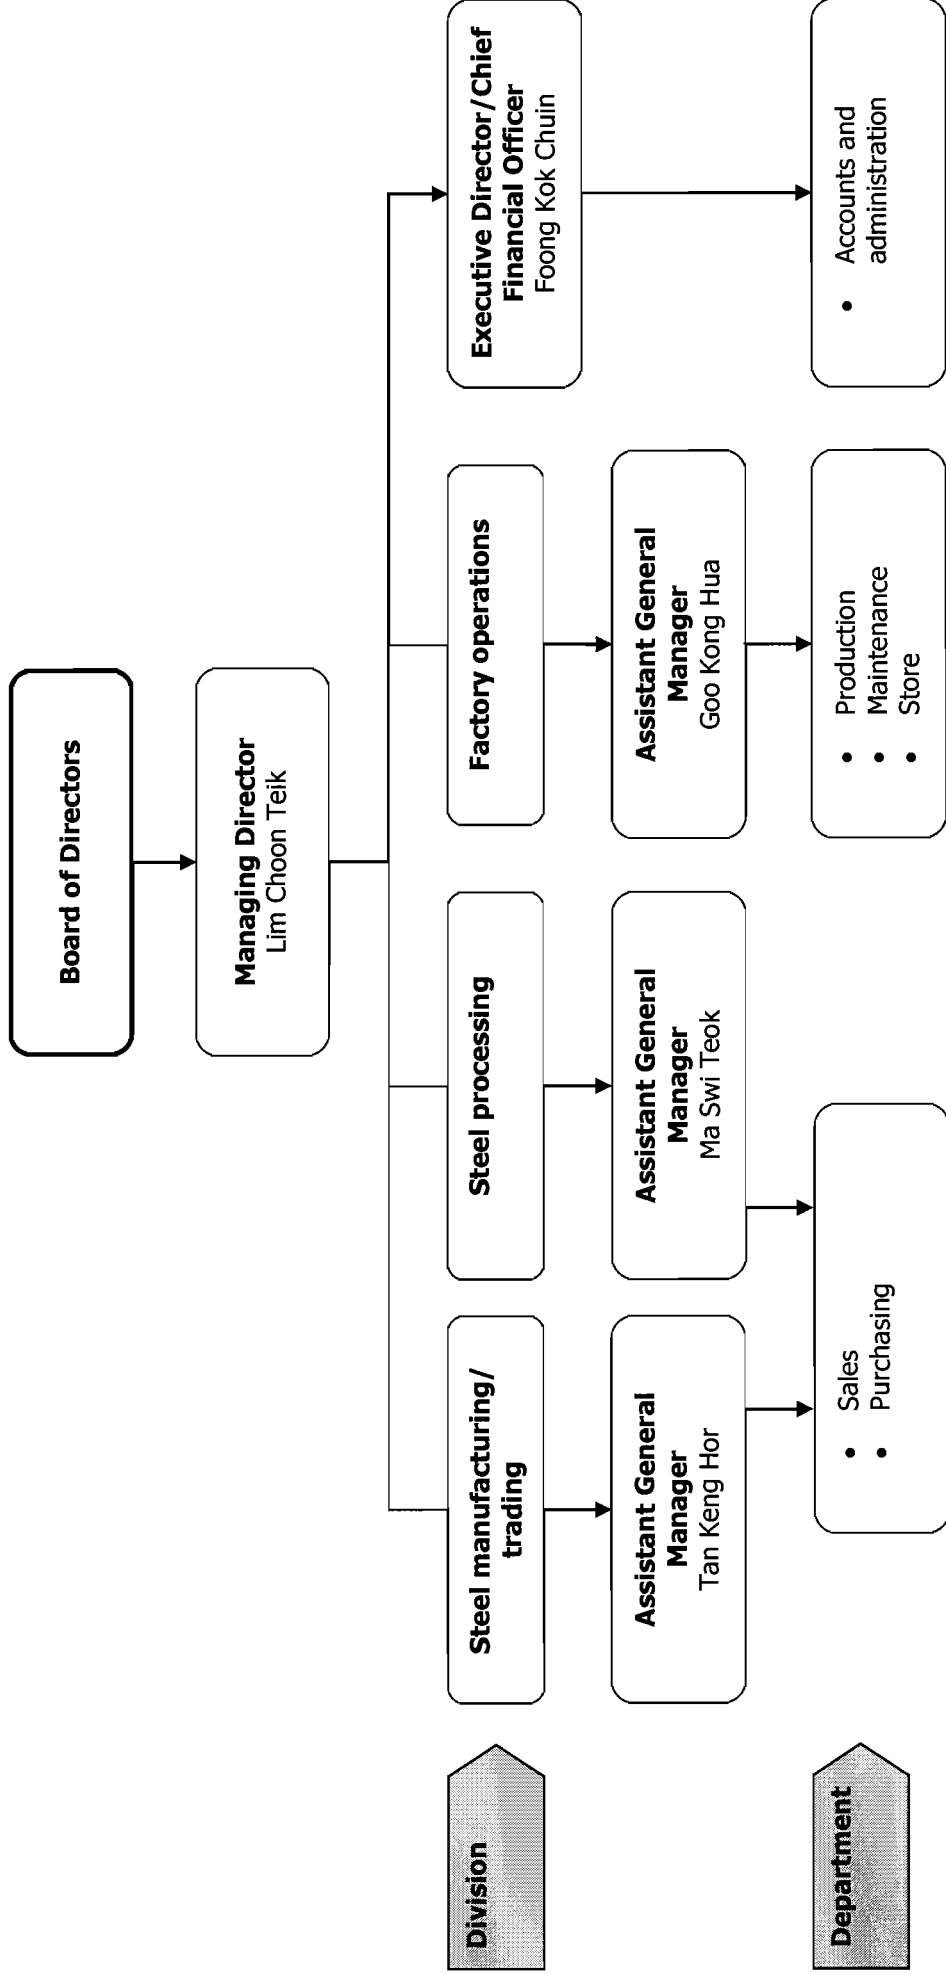 Board of Directors
Managing Director
Lim Choon Teik
Division
Steel manufacturing/
trading
Steel processing
Factory operations
Executive Director/Chief
Financial Officer
Foong Kok Chuin
Assistant General
Manager
Tan Keng Hor
Assistant General
Manager
Ma Swi Teok
Assistant General
Manager
Goo Kong Hua
Department
• Sales
• Purchasing
• Production
• Maintenance
• Store
• Accounts and
administration